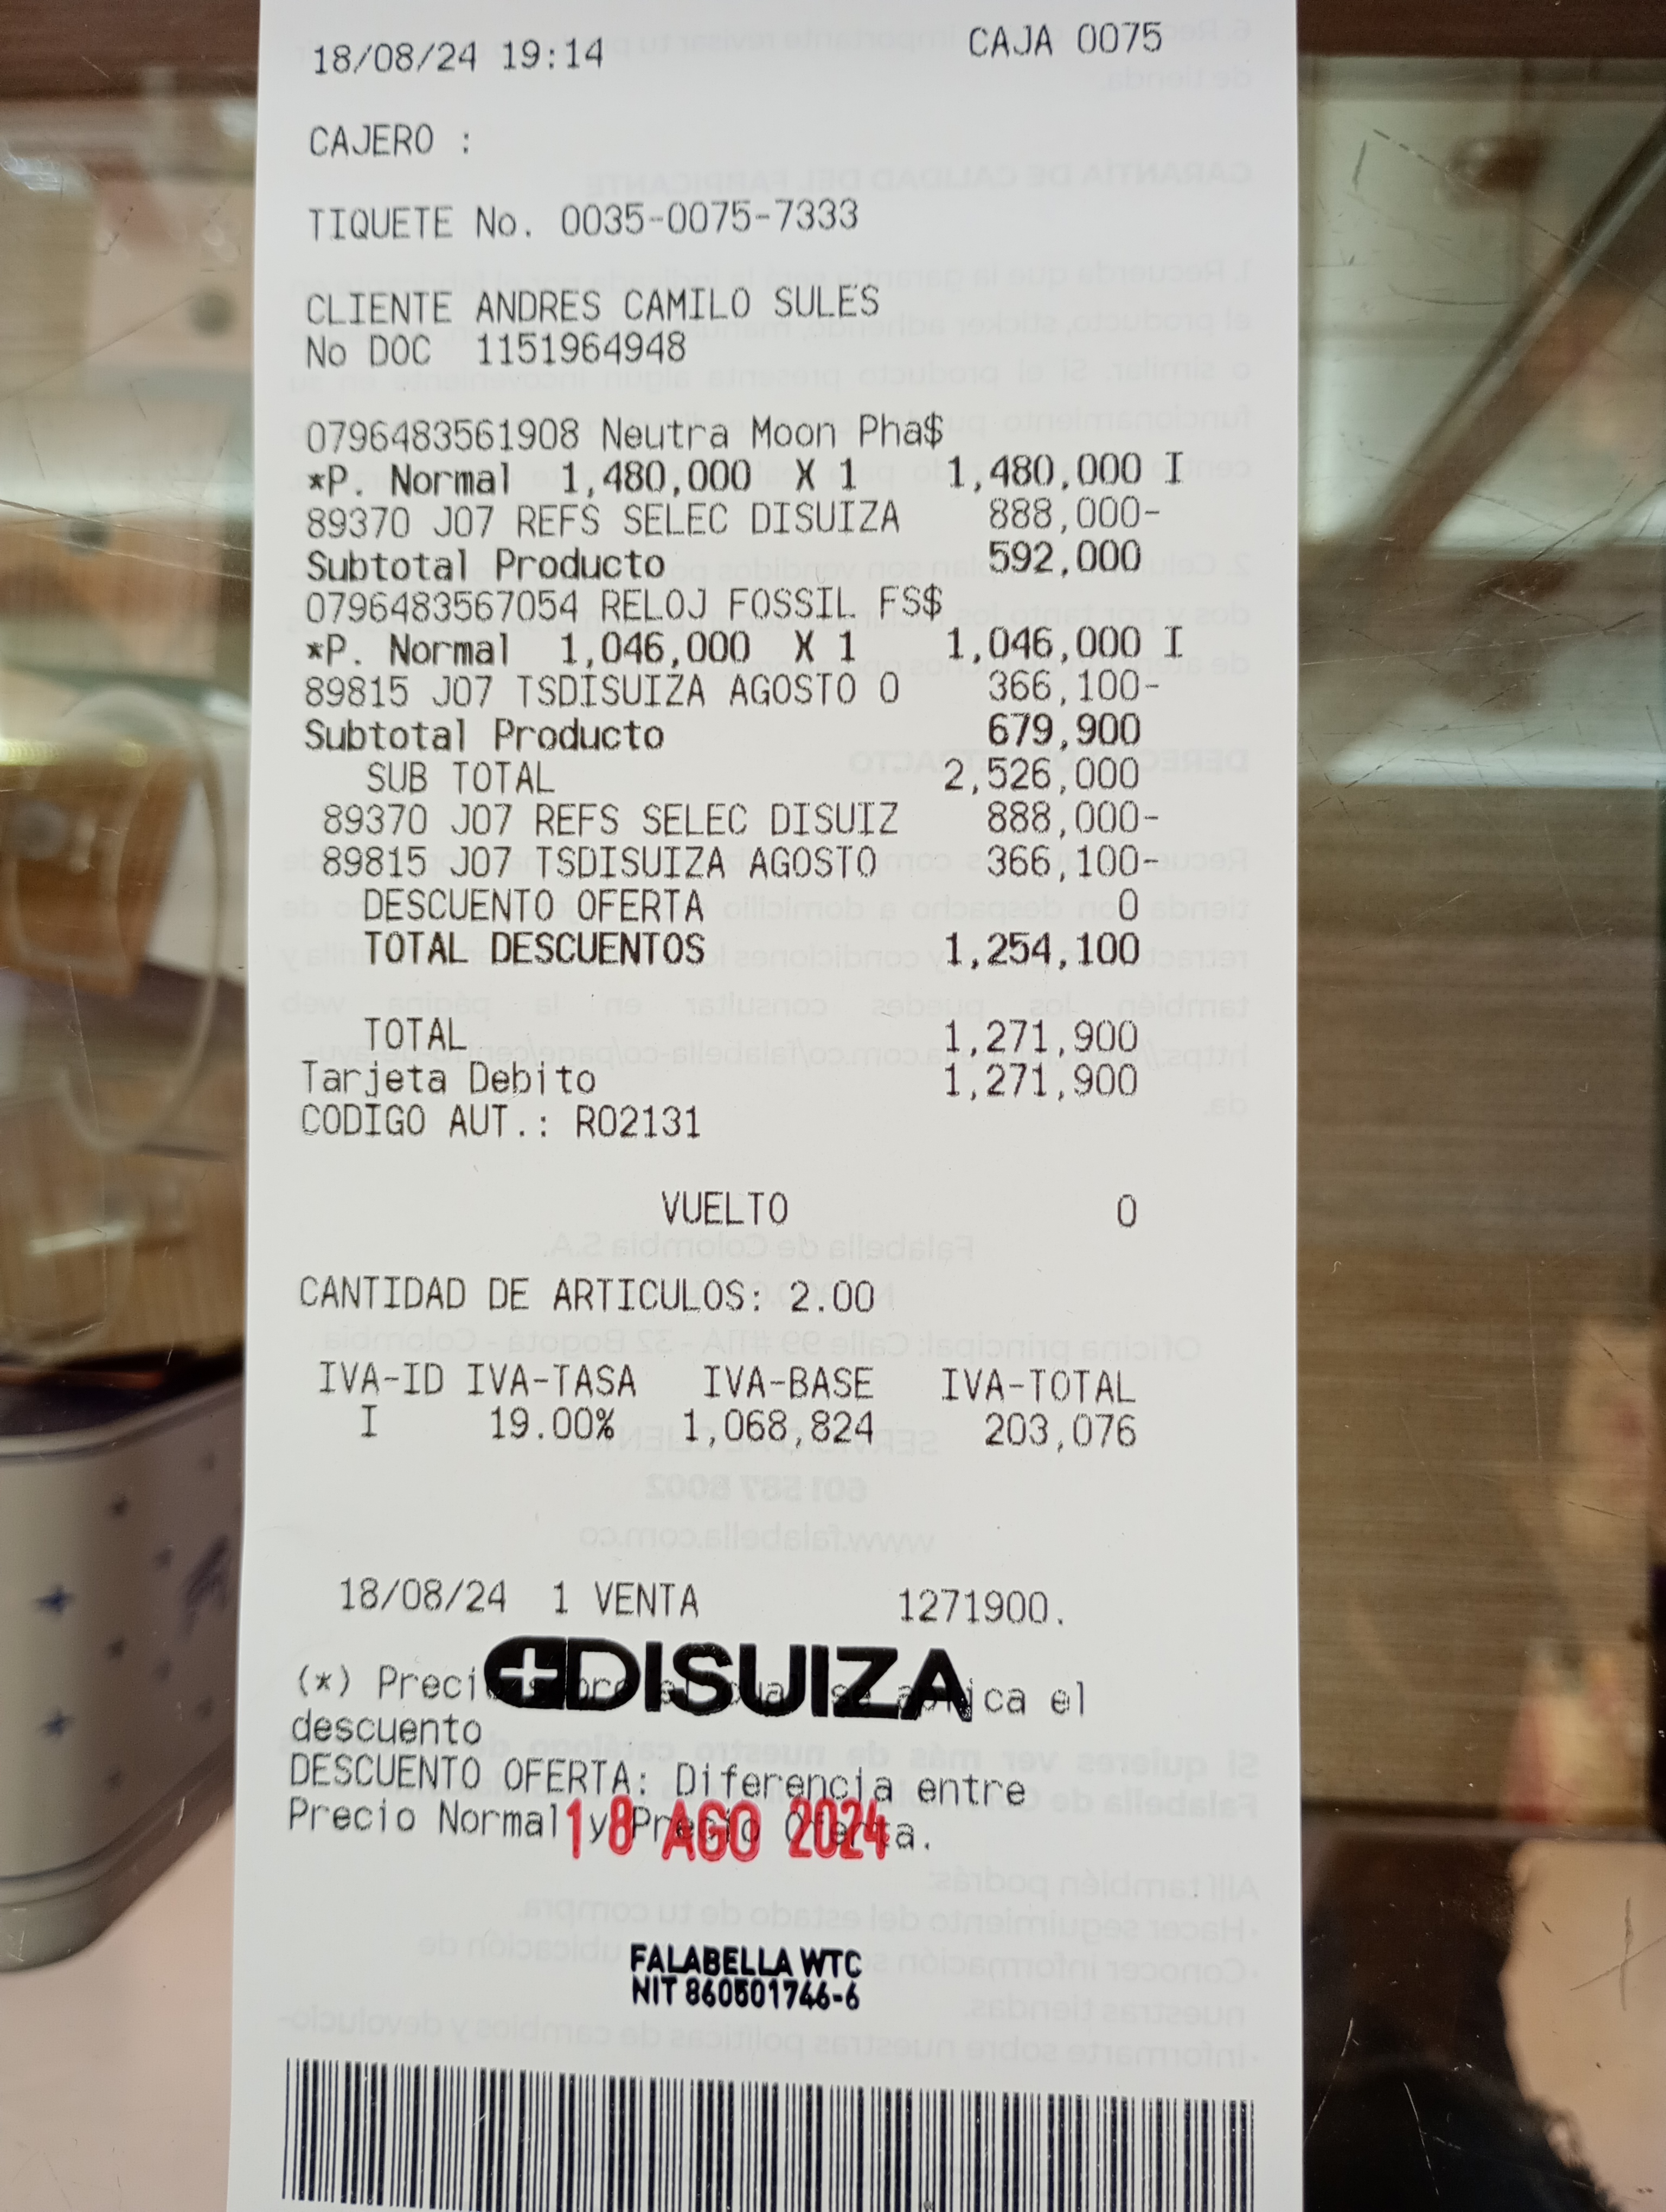 18/08/24 19:14 CAJA 0075
CAJERO :
TIQUETE No. 0035-0075-7333
CLIENTE ANDRES CAMILO SULES
No DOC 1151964948
0796483561908 Neutra Moon Pha$
*P. Normal 1,480,000 X 1 1,480,000 I
89370 J07 REFS SELEC DISUIZA 888,000-
Subtotal Producto 592,000
0796483567054 RELOJ FOSSIL FS$
*P. Normal 1,046,000 X 1 1,046,000 I
89815 J07 TSDISUIZA AGOSTO O 366,100-
Subtotal Producto 679,900
SUB TOTAL 2,526,000
89370 J07 REFS SELEC DISUIZ 888,000-
89815 J07 TSDISUIZA AGOSTO 366,100-
DESCUENTO OFERTA 0
TOTAL DESCUENTOS 1,254,100
TOTAL 1,271,900
Tarjeta Debito 1,271,900
CODIGO AUT.: R02131
VUELTO 0
CANTIDAD DE ARTICULOS: 2.00
IVA-ID IVA-TASA IVA-BASE IVA-TOTAL
I 19.00% 1,068,824 203,076
18/08/24 1 VENTA 1271900.
DISUIZA
(*) el
descuento
DESCUENTO OFERTA: Diferencia entre
Precio Normal y Precio Oferta.
18 AGO 2024
FALABELLA WTC
NIT 860501746-6